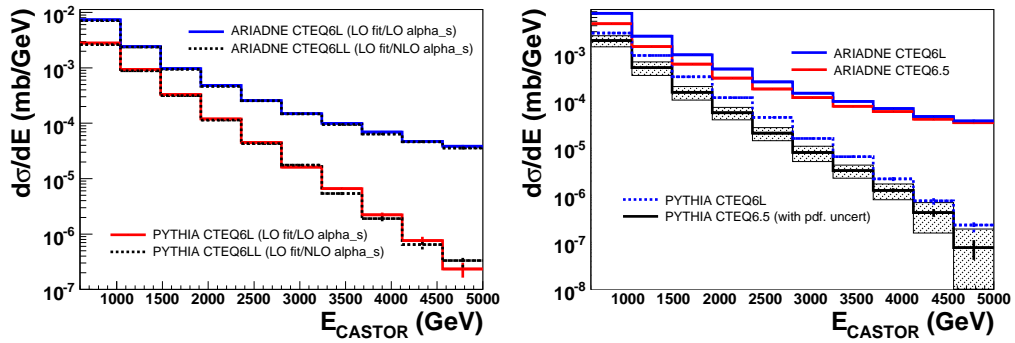 dσ/dE (mb/GeV)
10⁻²
10⁻³
10⁻⁴
10⁻⁵
10⁻⁶
10⁻⁷
ARIADNE CTEQ6L (LO fit/LO alpha_s)
ARIADNE CTEQ6LL (LO fit/NLO alpha_s)
PYTHIA CTEQ6L (LO fit/LO alpha_s)
PYTHIA CTEQ6LL (LO fit/NLO alpha_s)
1000 1500 2000 2500 3000 3500 4000 4500 5000
E_CASTOR (GeV)
dσ/dE (mb/GeV)
10⁻³
10⁻⁴
10⁻⁵
10⁻⁶
10⁻⁷
10⁻⁸
ARIADNE CTEQ6L
ARIADNE CTEQ6.5
PYTHIA CTEQ6L
PYTHIA CTEQ6.5 (with pdf. uncert)
1000 1500 2000 2500 3000 3500 4000 4500 5000
E_CASTOR (GeV)